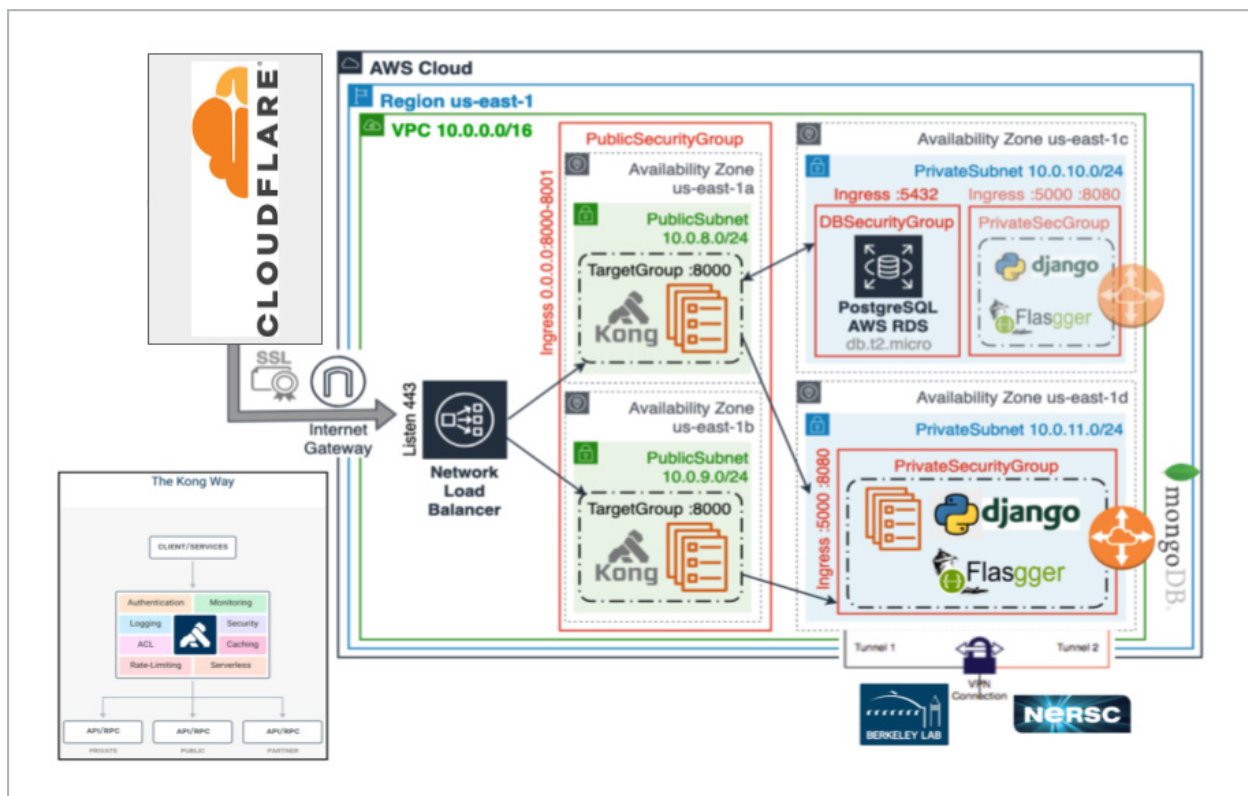 CLOUDFLARE®
SSL
Internet
Gateway
AWS Cloud
Region us-east-1
VPC 10.0.0.0/16
Listen 443
Network
Load
Balancer
PublicSecurityGroup
Ingress 0.0.0.0:8000-8001
Availability Zone
us-east-1a
PublicSubnet
10.0.8.0/24
TargetGroup :8000
Kong
Availability Zone
us-east-1b
PublicSubnet
10.0.9.0/24
TargetGroup :8000
Kong
Availability Zone us-east-1c
PrivateSubnet 10.0.10.0/24
Ingress :5432
DBSecurityGroup
PostgreSQL
AWS RDS
db.t2.micro
Ingress :5000 :8080
PrivateSecGroup
django
Flasgger
Availability Zone us-east-1d
PrivateSubnet 10.0.11.0/24
PrivateSecurityGroup
Ingress :5000 :8080
django
Flasgger
mongoDB.
Tunnel 1
Tunnel 2
VPN
Connection
BERKELEY LAB
NERSC
The Kong Way
CLIENT/SERVICES
Authentication
Monitoring
Logging
Security
ACL
Caching
Rate-Limiting
Serverless
API/RPC
API/RPC
API/RPC
PRIVATE
PUBLIC
PARTNER